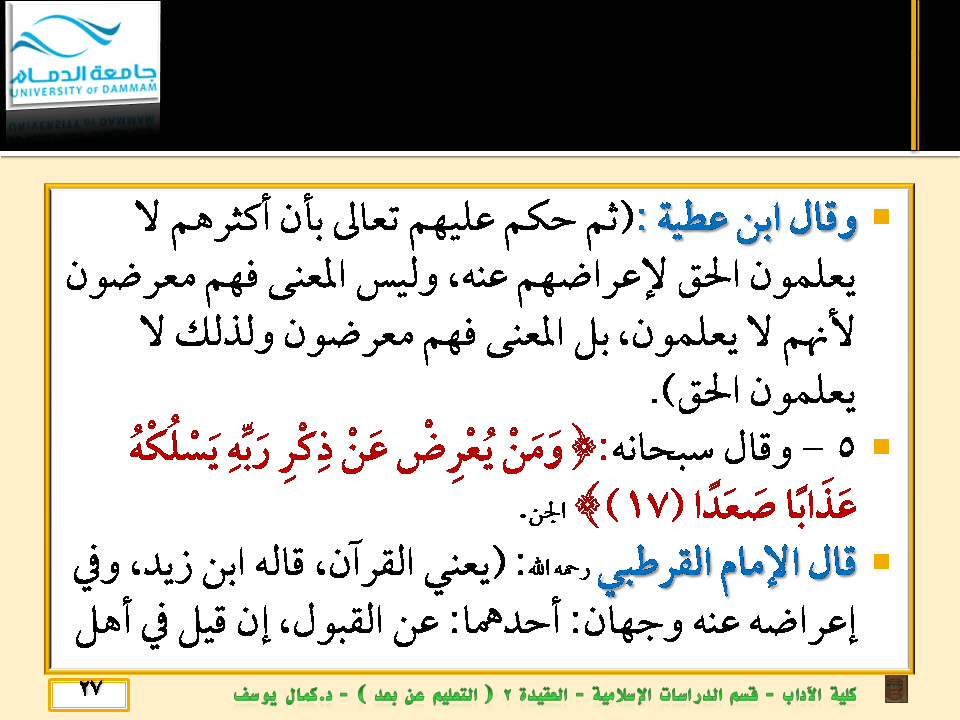 جامعة الدمام
UNIVERSITY OF DAMMAM
وقال ابن عطية :(ثم حكم عليهم تعالى بأن أكثرهم لا
يعلمون الحق لإعراضهم عنه، وليس المعنى فهم معرضون
لأنهم لا يعلمون، بل المعنى فهم معرضون ولذلك لا
يعلمون الحق).
٥ – وقال سبحانه:﴿ وَمَنْ يُعْرِضْ عَنْ ذِكْرِ رَبِّهِ يَسْلُكْهُ
عَذَابًا صَعَدًا (١٧)﴾ الجن.
قال الإمام القرطبي رحمه الله: (يعني القرآن، قاله ابن زيد، وفي
إعراضه عنه وجهان: أحدهما: عن القبول، إن قيل في أهل
كلية الآداب - قسم الدراسات الإسلامية - العقيدة ٢ ( التعليم عن بعد ) - د.كمال يوسف
٢٧